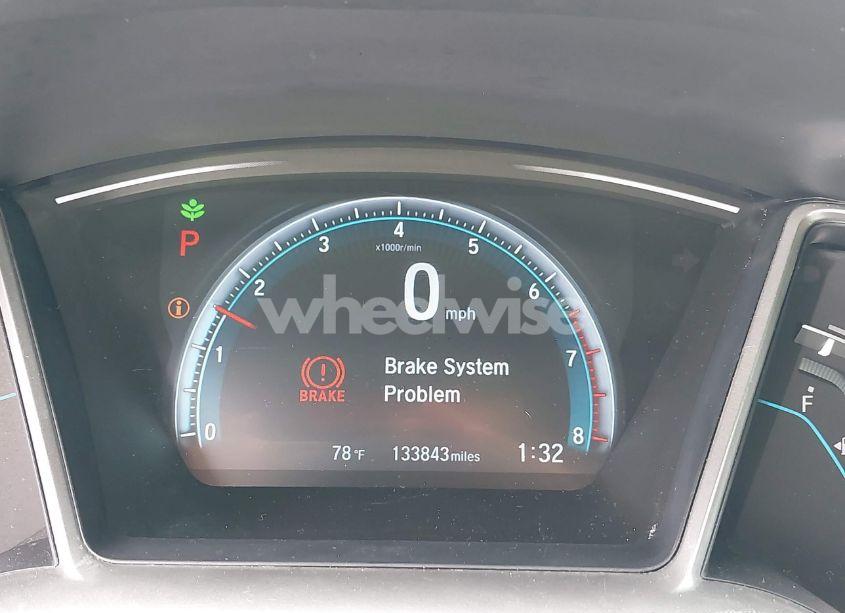 P
x1000r/min
0 1 2 3 4 5 6 7 8
0 mph
wheelwise
BRAKE
Brake System
Problem
78°F 133843miles 1:32
F